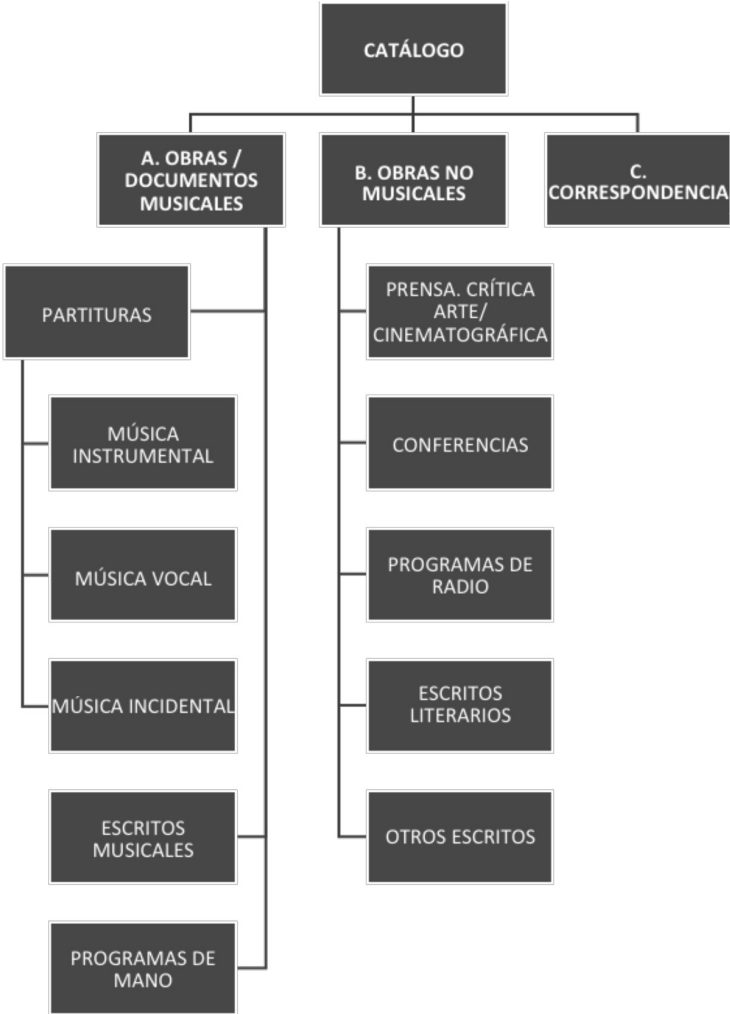 CATÁLOGO
A. OBRAS /
DOCUMENTOS
MUSICALES
B. OBRAS NO
MUSICALES
C.
CORRESPONDENCIA
PARTITURAS
MÚSICA
INSTRUMENTAL
MÚSICA VOCAL
MÚSICA INCIDENTAL
ESCRITOS
MUSICALES
PROGRAMAS DE
MANO
PRENSA. CRÍTICA
ARTE/
CINEMATOGRÁFICA
CONFERENCIAS
PROGRAMAS DE
RADIO
ESCRITOS
LITERARIOS
OTROS ESCRITOS